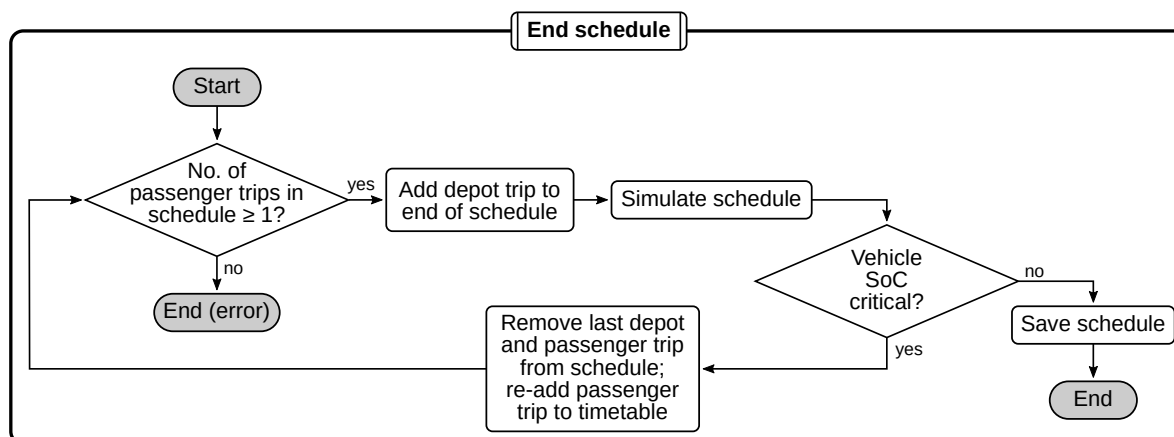 End schedule
Start
No. of
passenger trips in
schedule ≥ 1?
yes
no
End (error)
Add depot trip to
end of schedule
Simulate schedule
Vehicle
SoC
critical?
no
yes
Save schedule
End
Remove last depot
and passenger trip
from schedule;
re-add passenger
trip to timetable